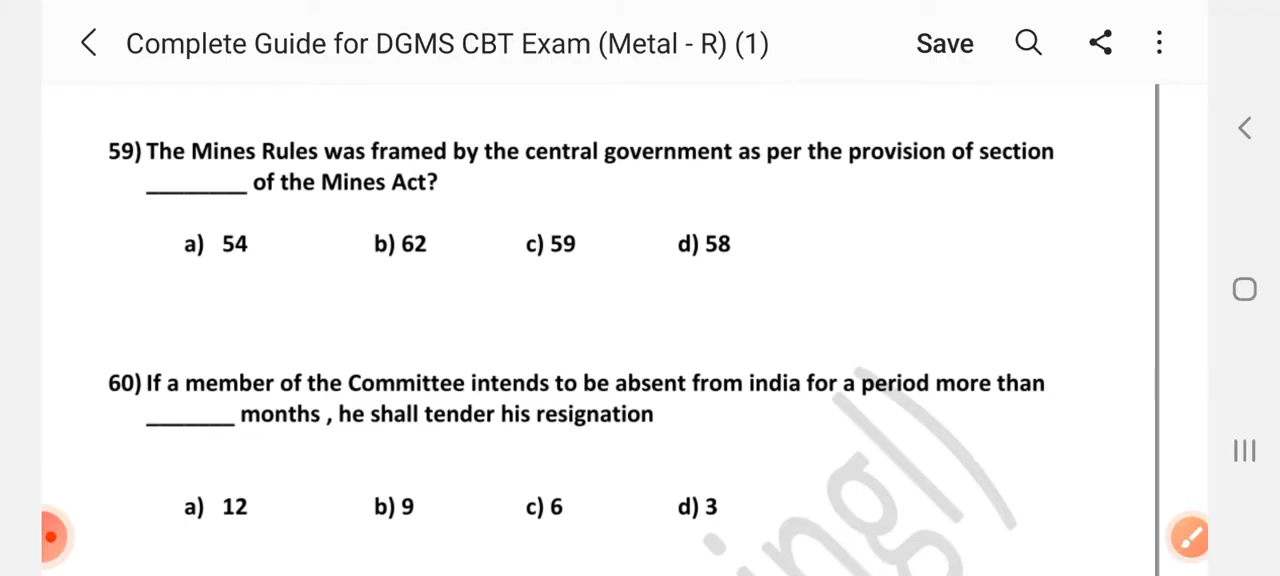 Complete Guide for DGMS CBT Exam (Metal - R) (1) Save
59) The Mines Rules was framed by the central government as per the provision of section
________ of the Mines Act?
a) 54 b) 62 c) 59 d) 58
60) If a member of the Committee intends to be absent from india for a period more than
_______ months , he shall tender his resignation
a) 12 b) 9 c) 6 d) 3